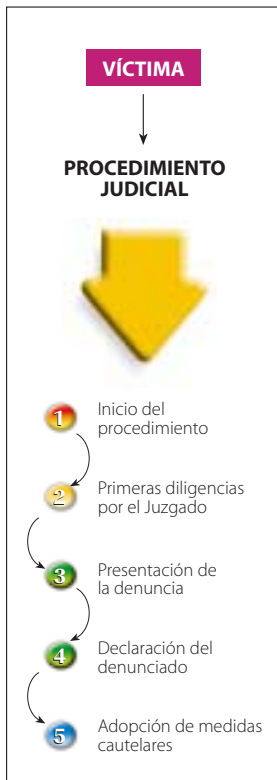 VÍCTIMA
PROCEDIMIENTO
JUDICIAL
1 Inicio del
procedimiento
2 Primeras diligencias
por el Juzgado
3 Presentación de
la denuncia
4 Declaración del
denunciado
5 Adopción de medidas
cautelares